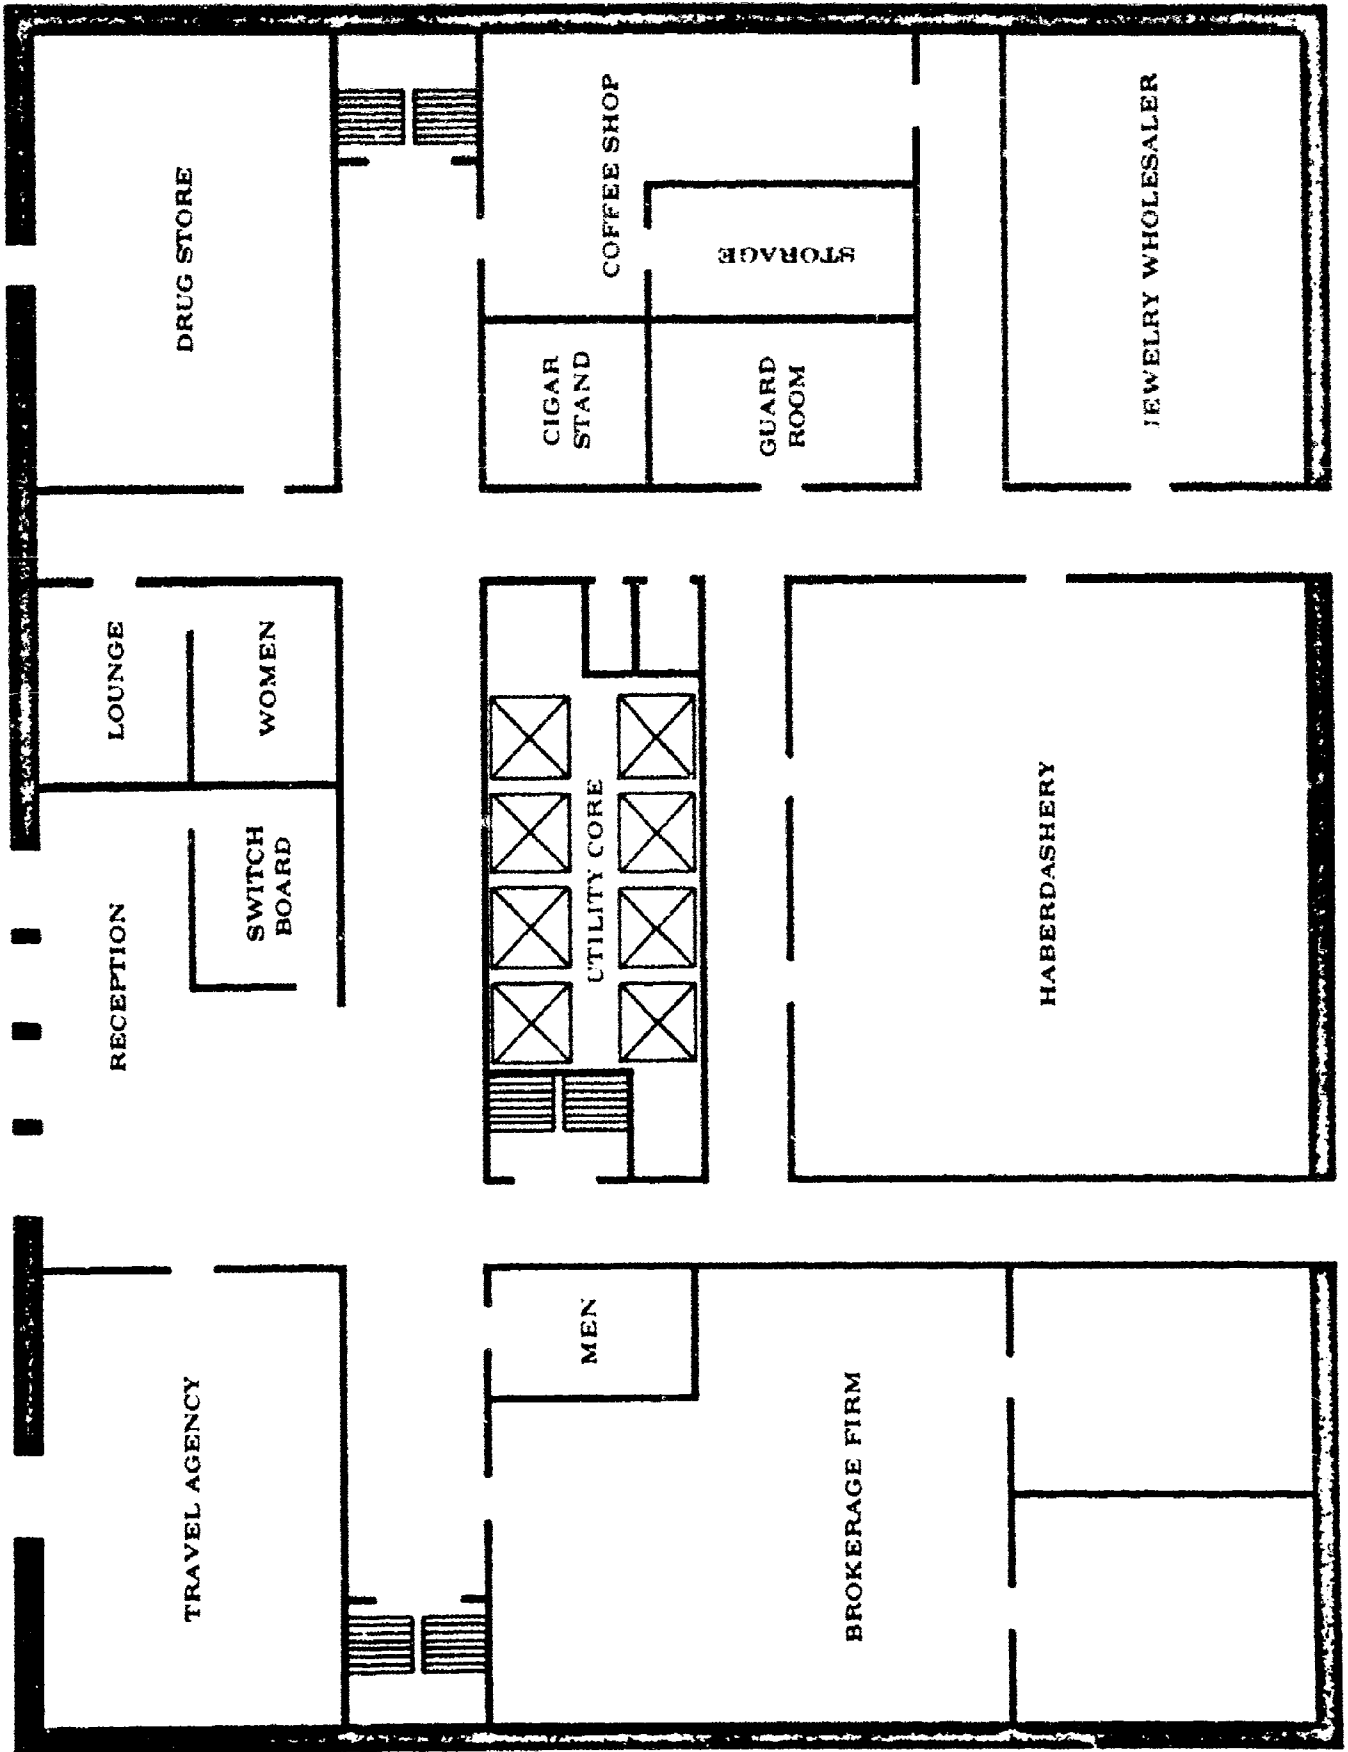 DRUG STORE
COFFEE SHOP
STORAGE
JEWELRY WHOLESALER
CIGAR
STAND
GUARD
ROOM
LOUNGE
WOMEN
SWITCH
BOARD
RECEPTION
UTILITY CORE
HABERDASHERY
TRAVEL AGENCY
MEN
BROKERAGE FIRM